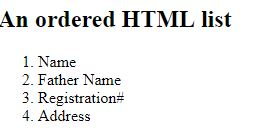 An ordered HTML list
1. Name
2. Father Name
3. Registration#
4. Address